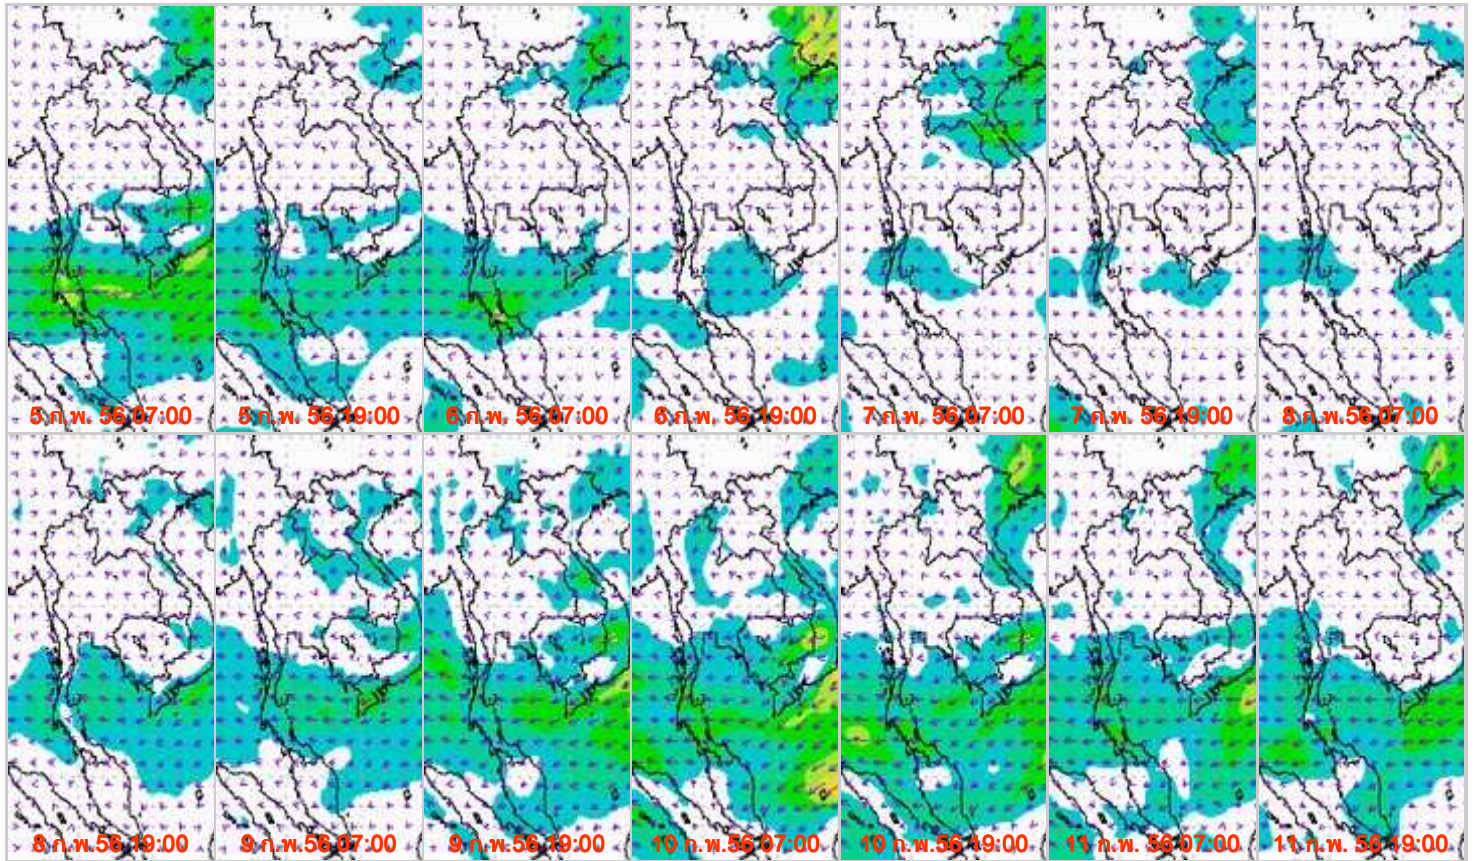 5 ก.พ. 56 07:00
5 ก.พ. 56 19:00
6 ก.พ. 56 07:00
6 ก.พ. 56 19:00
7 ก.พ. 56 07:00
7 ก.พ. 56 19:00
8 ก.พ. 56 07:00
8 ก.พ. 56 19:00
9 ก.พ. 56 07:00
9 ก.พ. 56 19:00
10 ก.พ. 56 07:00
10 ก.พ. 56 19:00
11 ก.พ. 56 07:00
11 ก.พ. 56 19:00